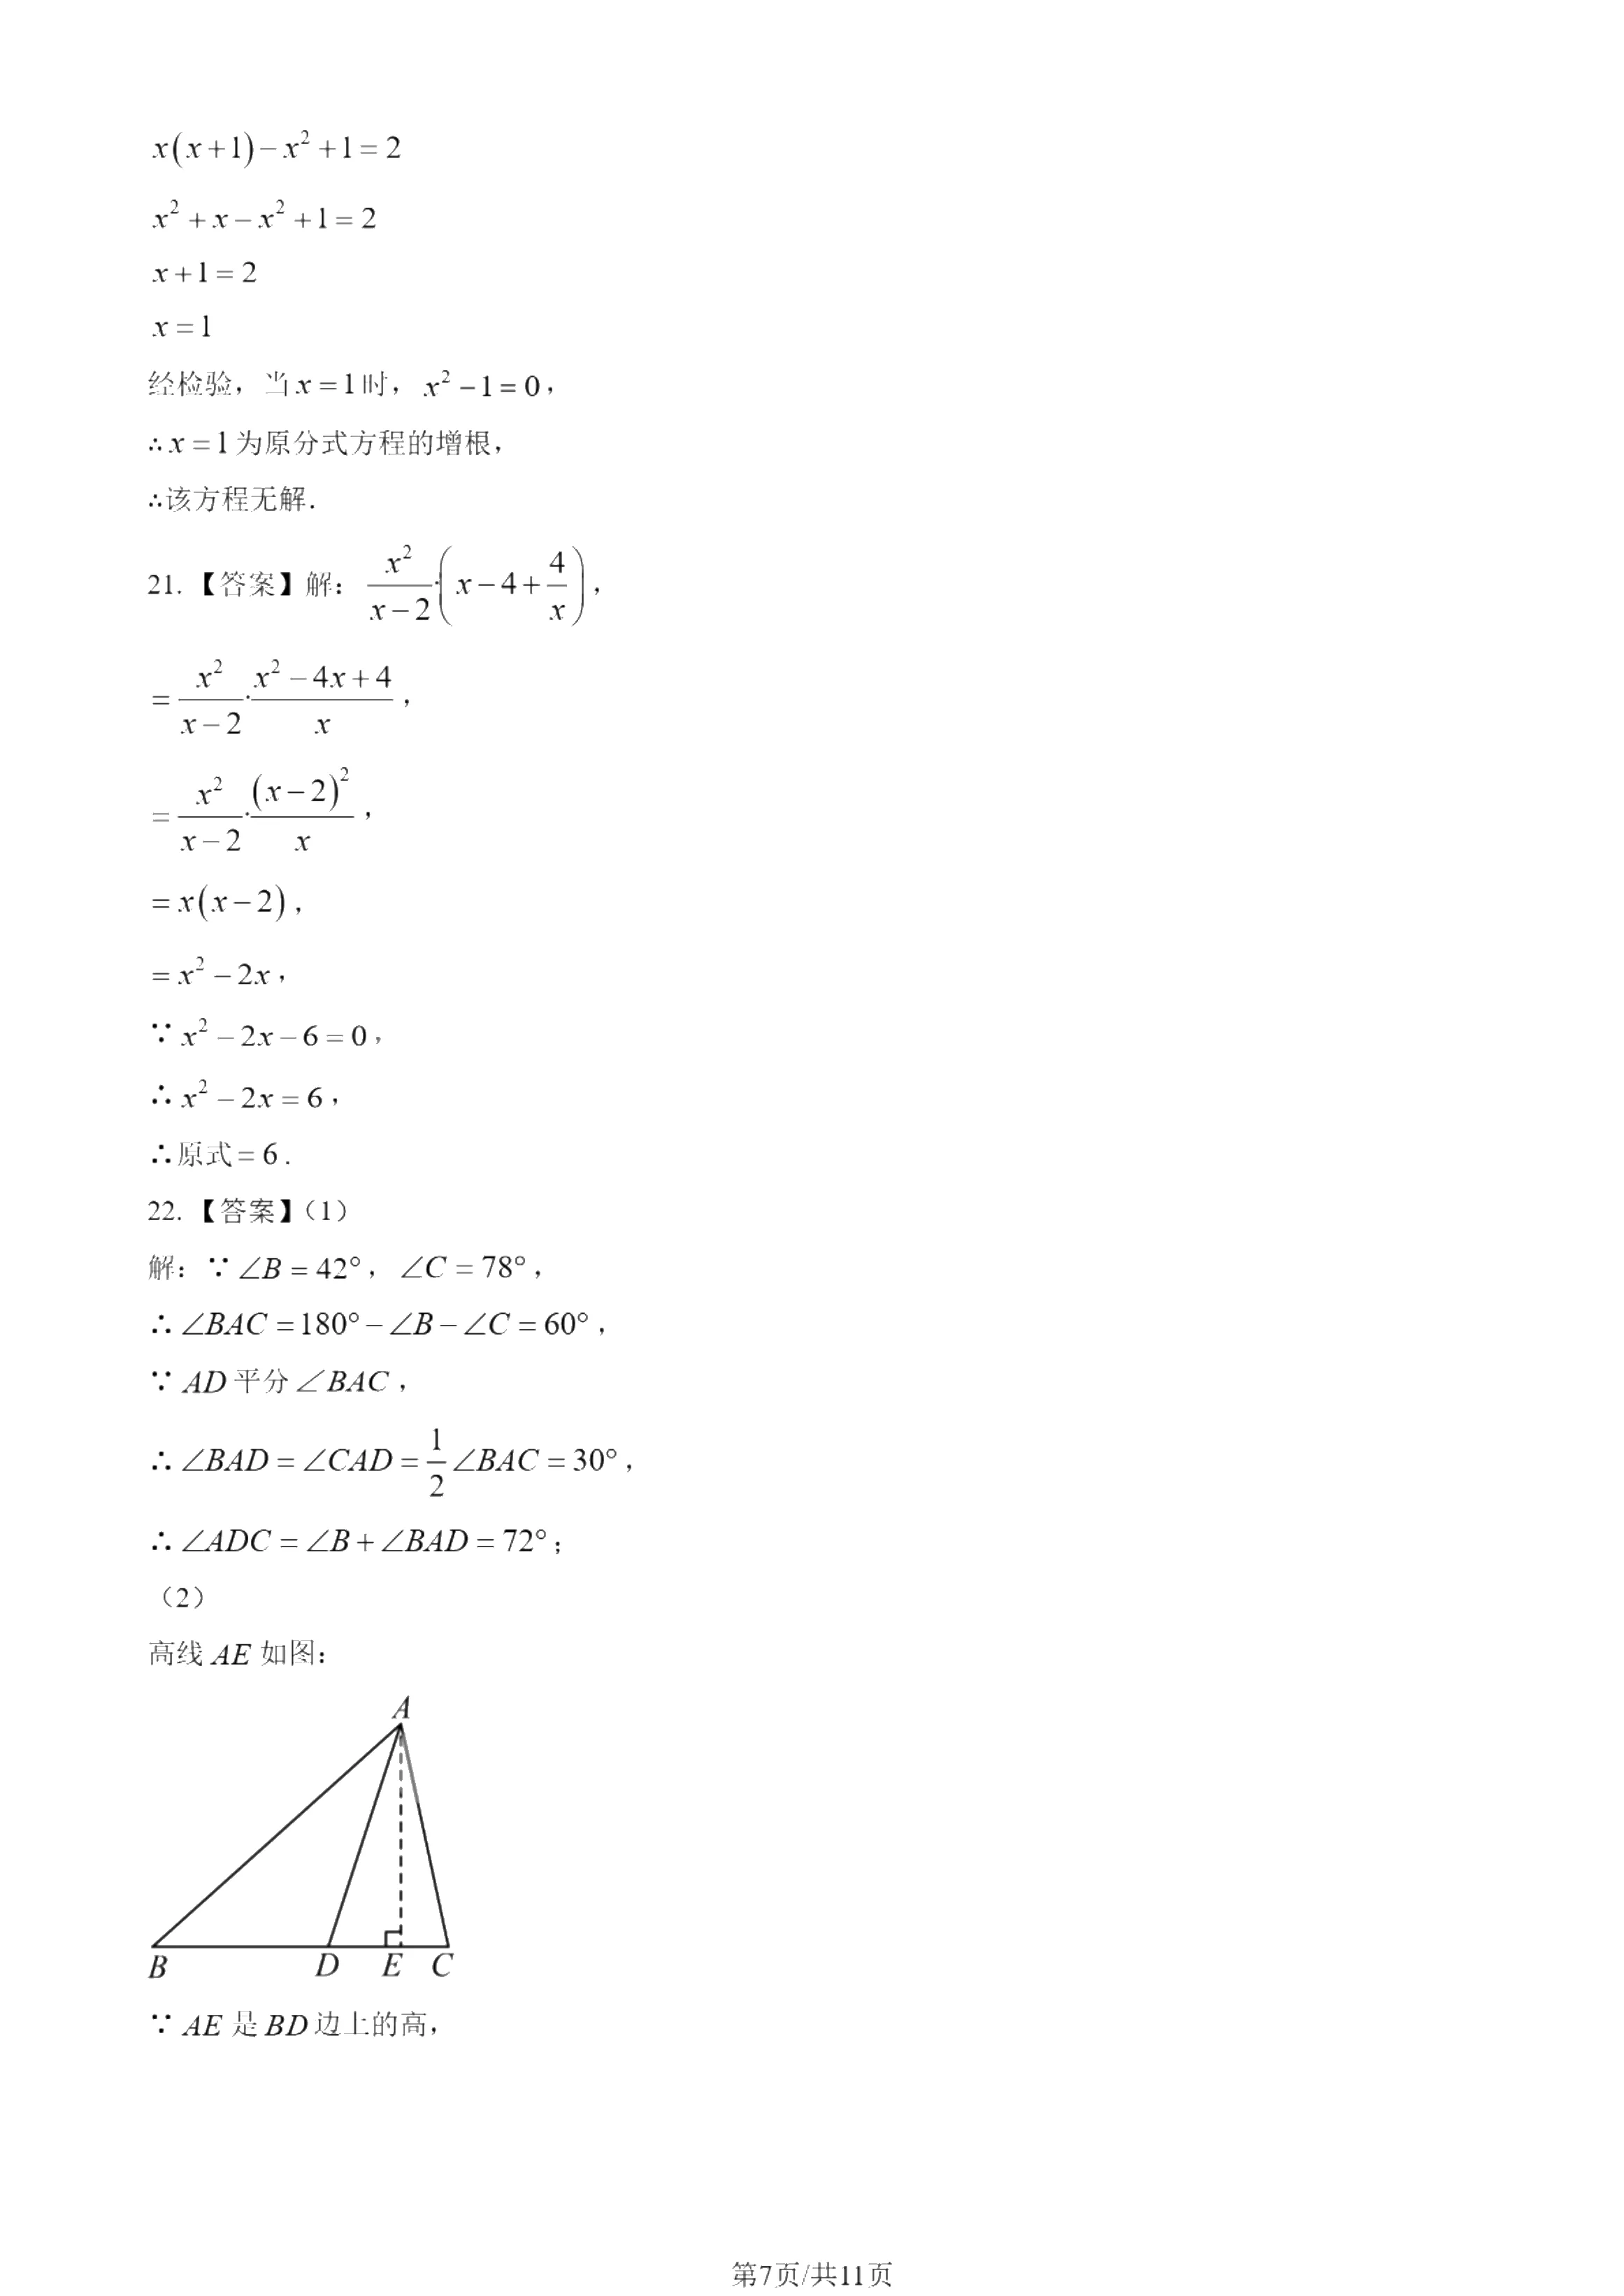 x(x+1)−x²+1=2
x²+x−x²+1=2
x+1=2
x=1
经检验，当x=1时，x²−1=0，
∴x=1为原分式方程的增根，
∴该方程无解．
21. 【答案】解：x²/(x−2)·(x−4+4/x)，
=x²/(x−2)·(x²−4x+4)/x，
=x²/(x−2)·(x−2)²/x，
=x(x−2)，
=x²−2x，
∵x²−2x−6=0，
∴x²−2x=6，
∴原式=6．
22. 【答案】（1）
解：∵∠B=42°，∠C=78°，
∴∠BAC=180°−∠B−∠C=60°，
∵AD平分∠BAC，
∴∠BAD=∠CAD=1/2∠BAC=30°，
∴∠ADC=∠B+∠BAD=72°；
（2）
高线AE如图：
A
B D E C
∵AE是BD边上的高，
第7页/共11页